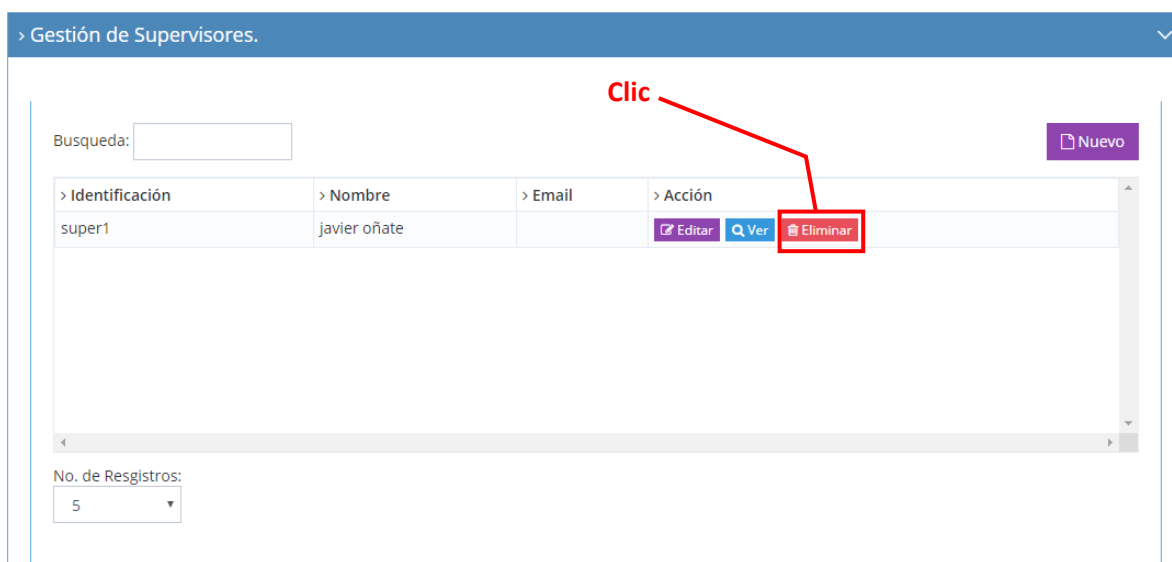 › Gestión de Supervisores.
Clic
Busqueda:
Nuevo
› Identificación › Nombre › Email › Acción
super1 javier oñate Editar Ver Eliminar
No. de Resgistros:
5